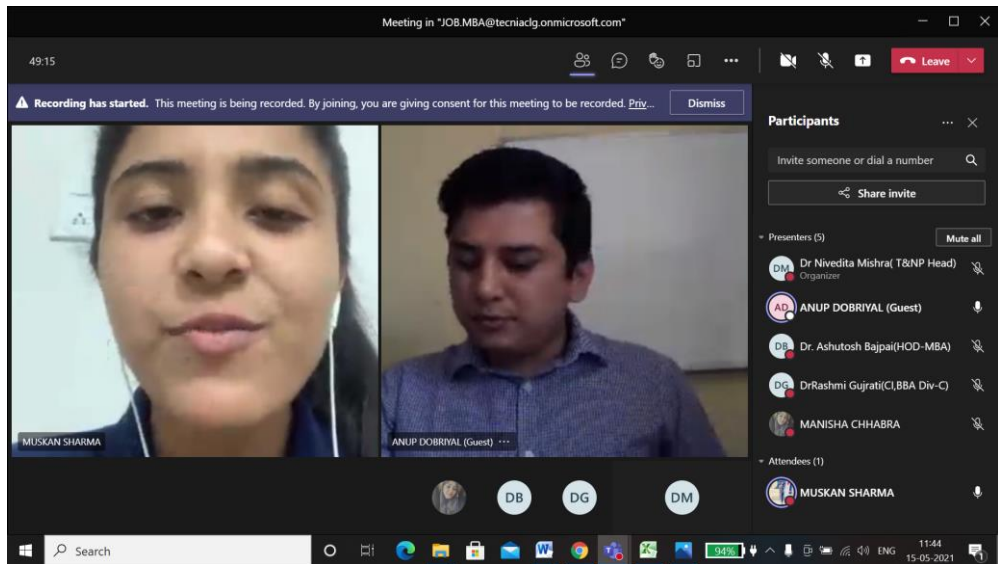 Meeting in "JOB.MBA@tecniaclg.onmicrosoft.com"
49:15
Leave
Recording has started. This meeting is being recorded. By joining, you are giving consent for this meeting to be recorded. Priv...
Dismiss
Participants
Invite someone or dial a number
Share invite
Presenters (5)
Mute all
DM
Dr Nivedita Mishra( T&NP Head)
Organizer
AD
ANUP DOBRIYAL (Guest)
DB
Dr. Ashutosh Bajpai(HOD-MBA)
DG
DrRashmi Gujrati(CI,BBA Div-C)
MANISHA CHHABRA
Attendees (1)
MUSKAN SHARMA
MUSKAN SHARMA
ANUP DOBRIYAL (Guest) ...
DB
DG
DM
Search
94%
ENG
11:44
15-05-2021
1